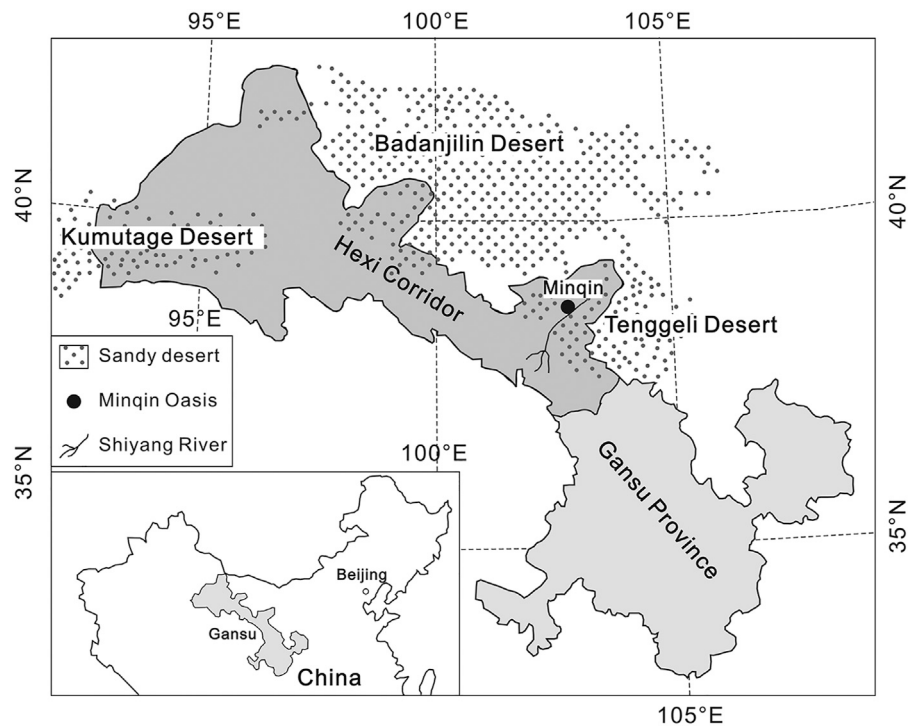 95°E
100°E
105°E
40°N
40°N
Badanjilin Desert
Kumutage Desert
Hexi Corridor
Minqin
95°E
Tenggeli Desert
Sandy desert
Minqin Oasis
Shiyang River
100°E
35°N
35°N
Gansu Province
Beijing
Gansu
China
105°E